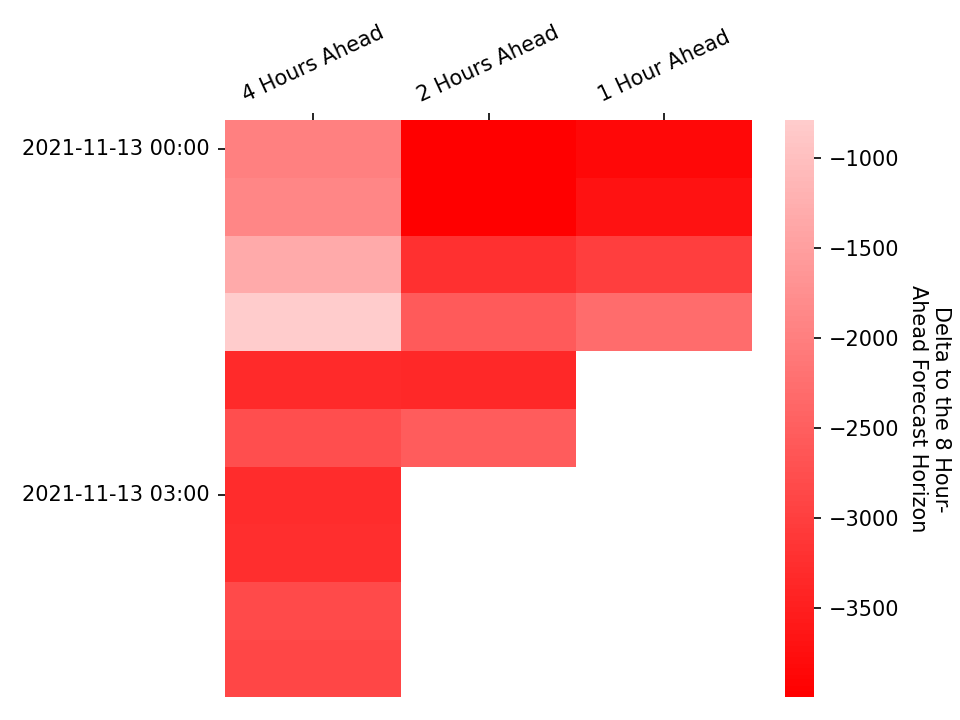 4 Hours Ahead
2 Hours Ahead
1 Hour Ahead
2021-11-13 00:00
2021-11-13 03:00
−1000
−1500
−2000
−2500
−3000
−3500
Delta to the 8 Hour-
Ahead Forecast Horizon